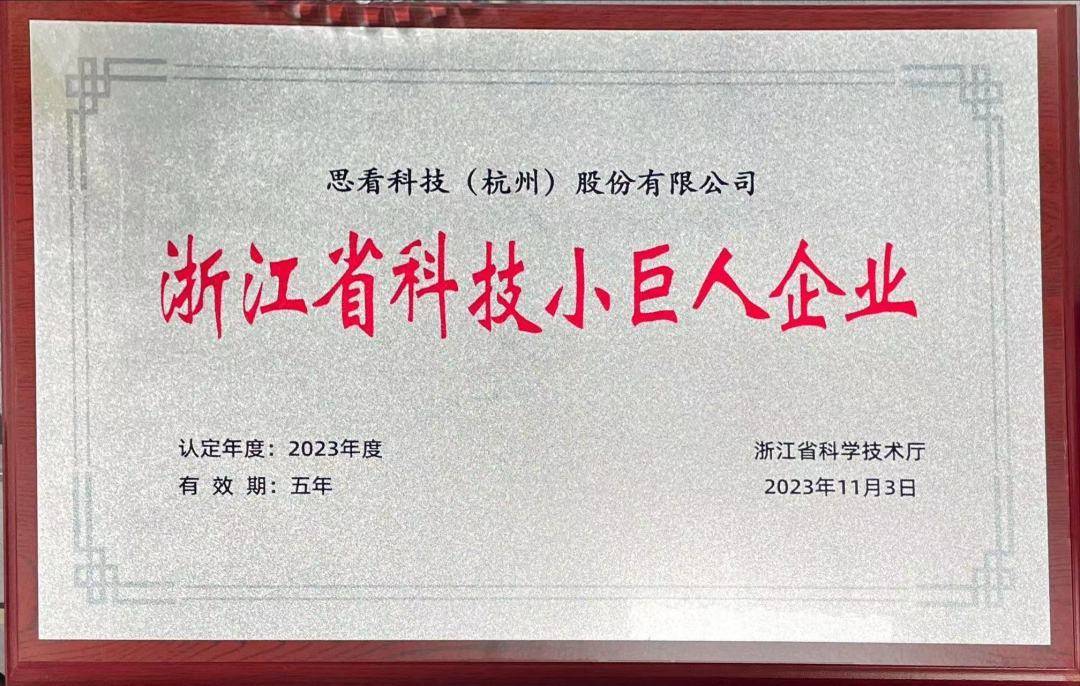 思看科技（杭州）股份有限公司
浙江省科技小巨人企业
认定年度：2023年度
有 效 期：五年
浙江省科学技术厅
2023年11月3日